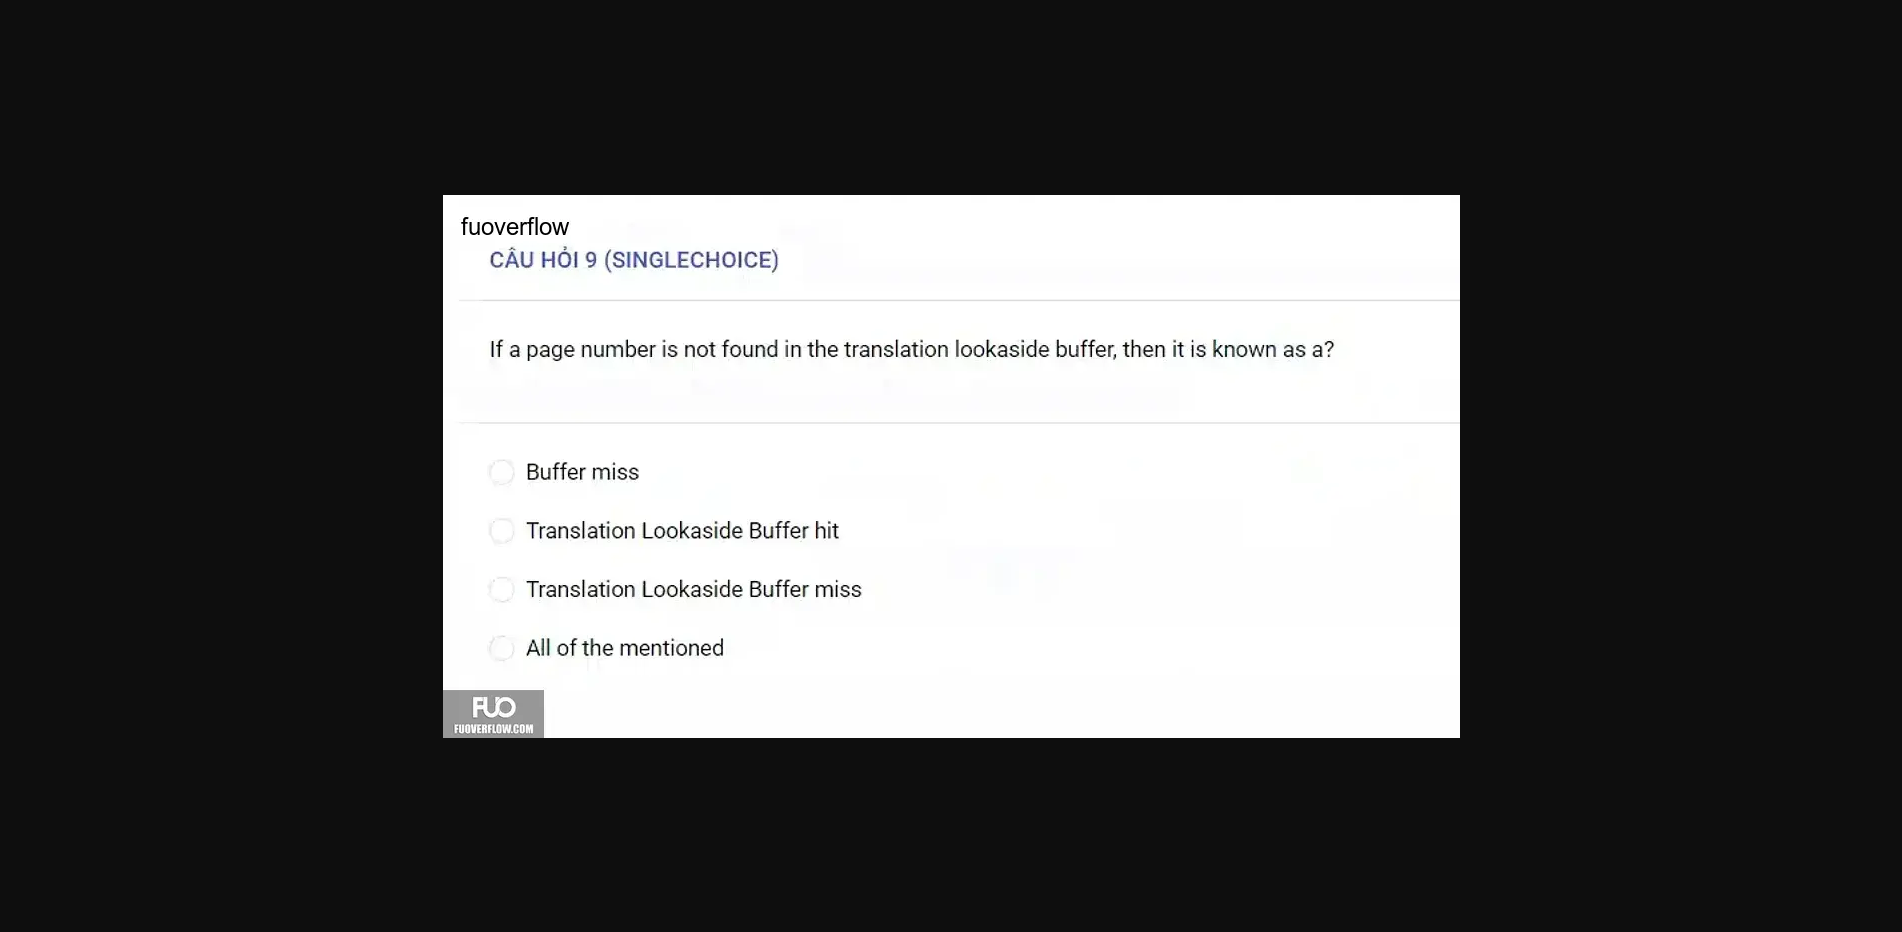 fuoverflow
CÂU HỎI 9 (SINGLECHOICE)
If a page number is not found in the translation lookaside buffer, then it is known as a?
Buffer miss
Translation Lookaside Buffer hit
Translation Lookaside Buffer miss
All of the mentioned
FUO
FUOVERFLOW.COM